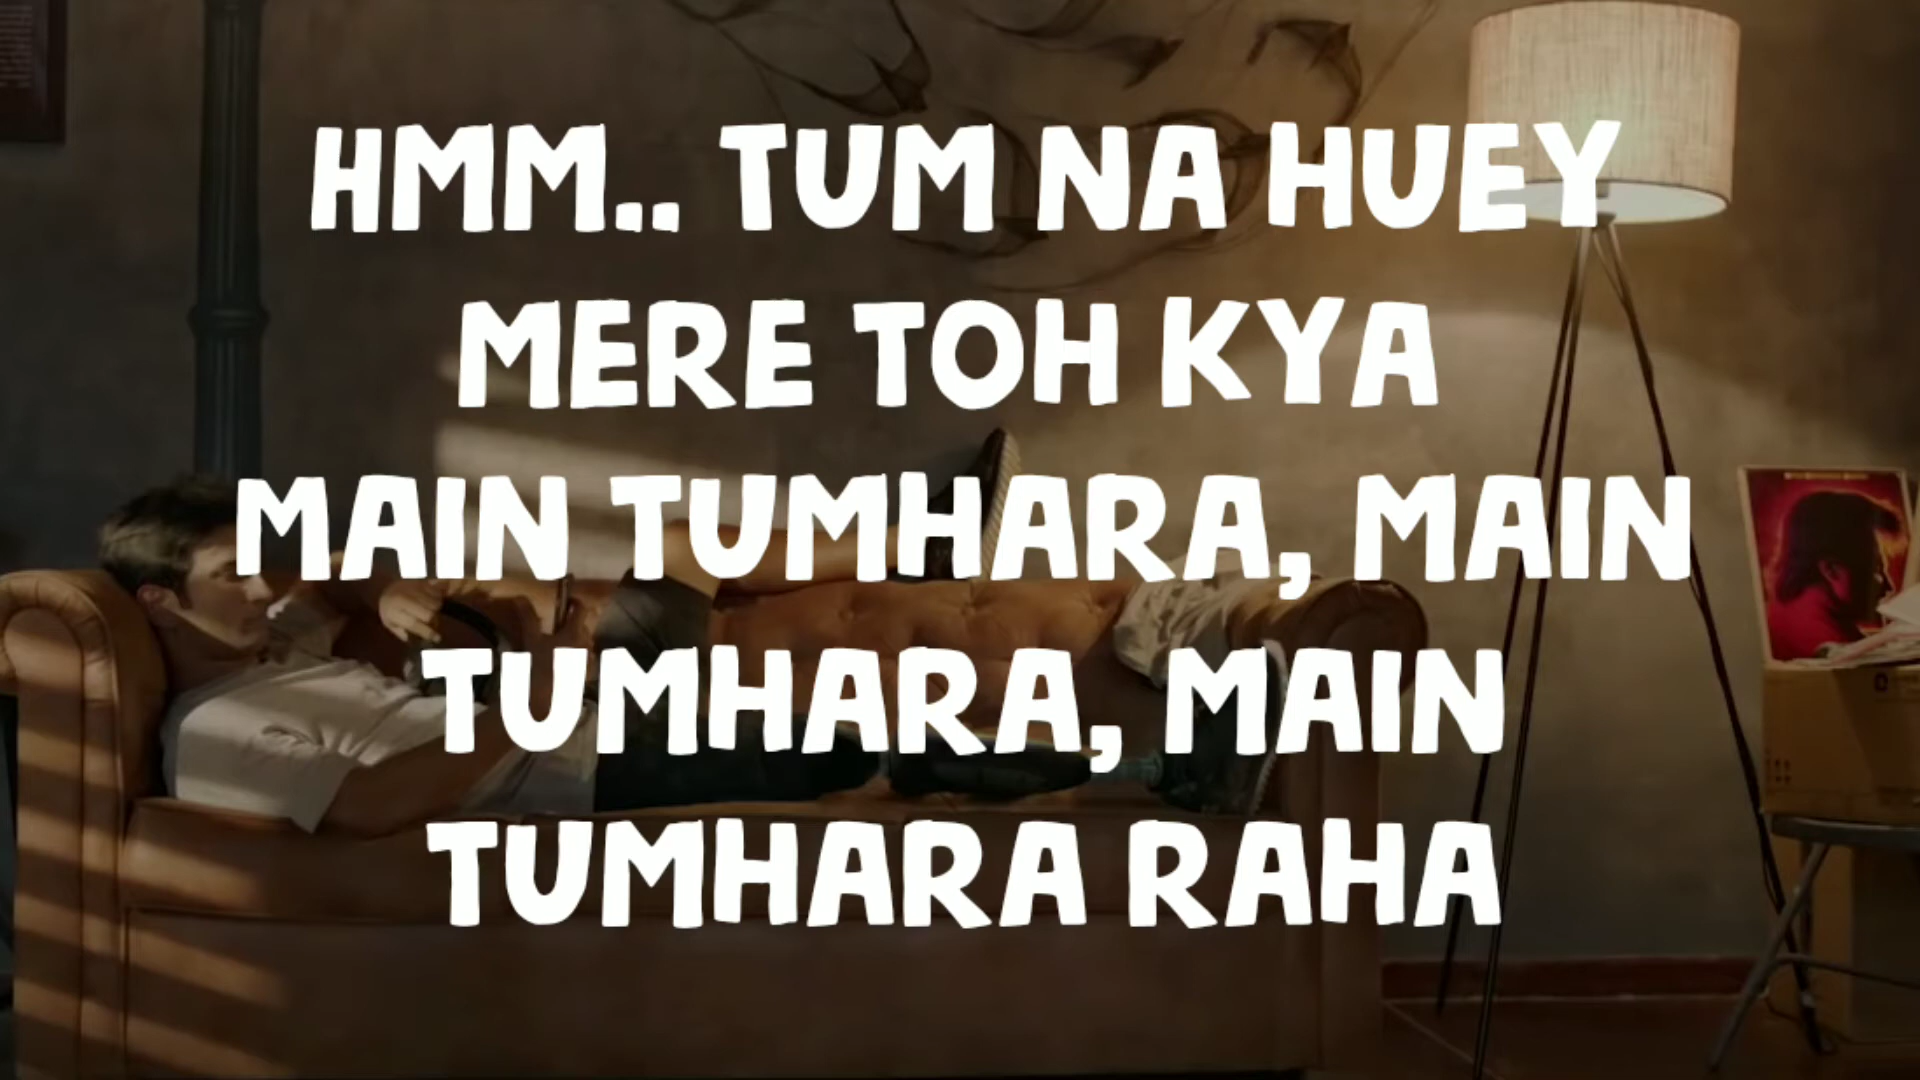 HMM.. TUM NA HUEY
MERE TOH KYA
MAIN TUMHARA, MAIN
TUMHARA, MAIN
TUMHARA RAHA